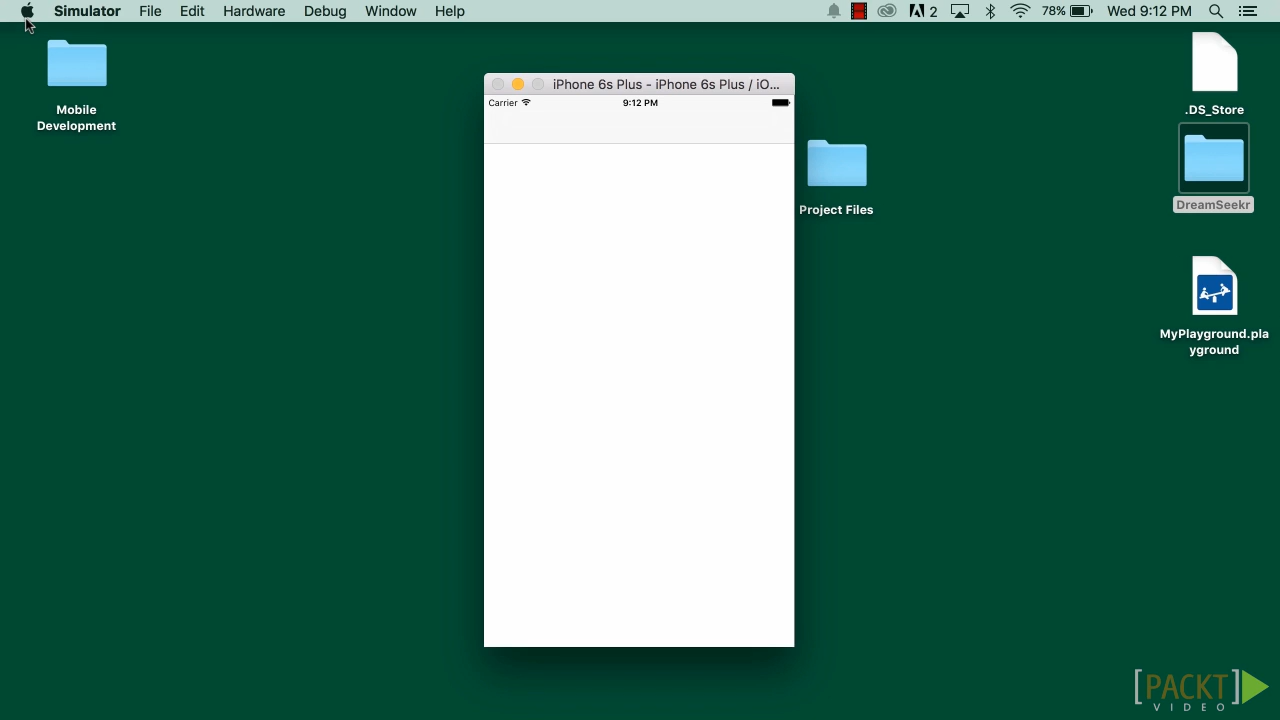 Simulator File Edit Hardware Debug Window Help 2 78% Wed 9:12 PM
Mobile
Development
iPhone 6s Plus - iPhone 6s Plus / iO...
Carrier 9:12 PM
Project Files
.DS_Store
DreamSeekr
MyPlayground.pla
yground
[PACKT]
VIDEO